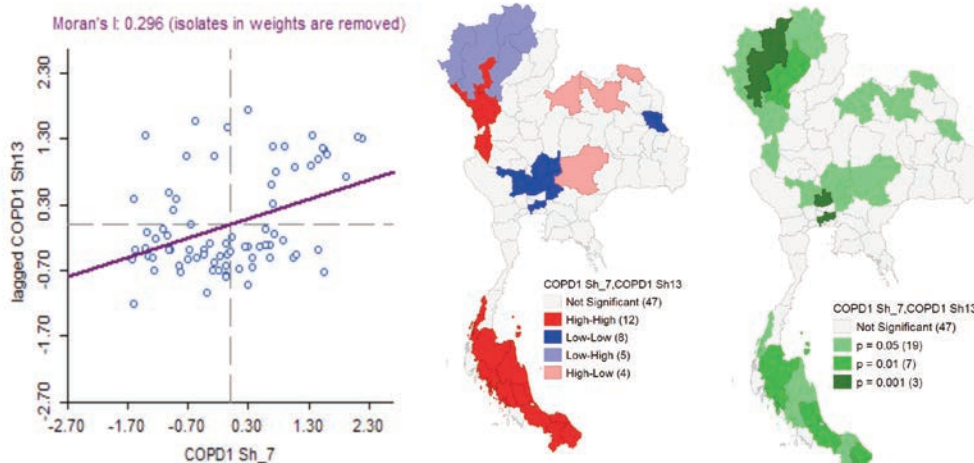 Moran's I: 0.296 (isolates in weights are removed)
lagged COPD1 Sh13
2.30
1.30
0.30
-0.70
-1.70
-2.70
-2.70
-1.70
-0.70
0.30
1.30
2.30
COPD1 Sh_7
COPD1 Sh_7,COPD1 Sh13
Not Significant (47)
High-High (12)
Low-Low (8)
Low-High (5)
High-Low (4)
COPD1 Sh_7,COPD1 Sh13
Not Significant (47)
p = 0.05 (19)
p = 0.01 (7)
p = 0.001 (3)